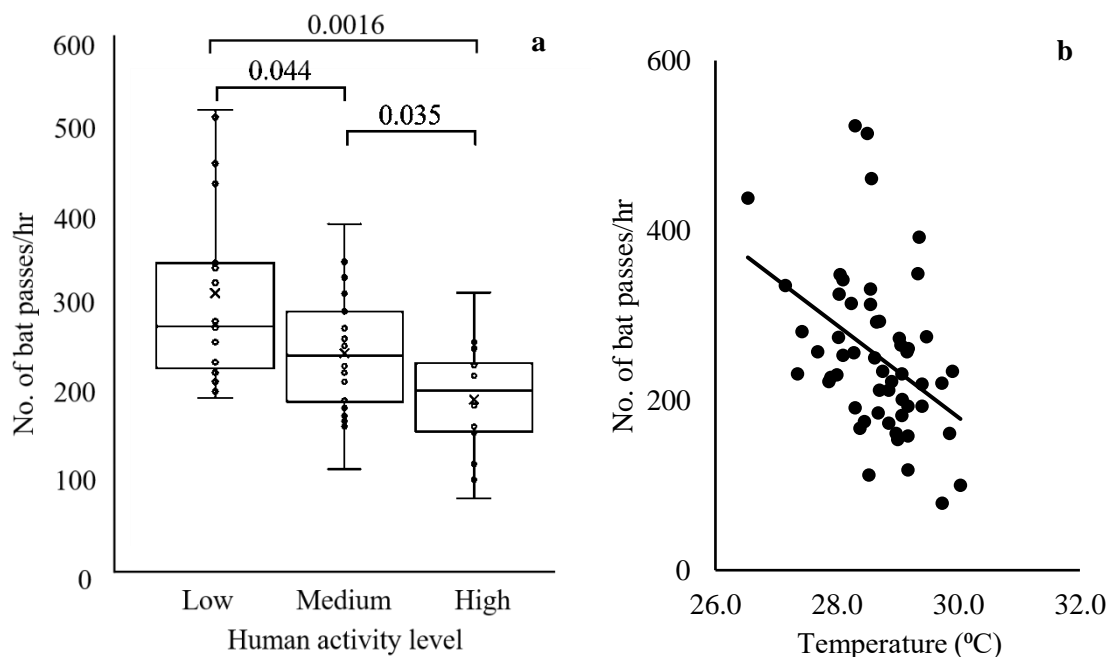 a
600
500
400
300
200
100
0
No. of bat passes/hr
0.0016
0.044
0.035
Low Medium High
Human activity level
b
600
400
200
0
No. of bat passes/hr
26.0 28.0 30.0 32.0
Temperature (⁰C)